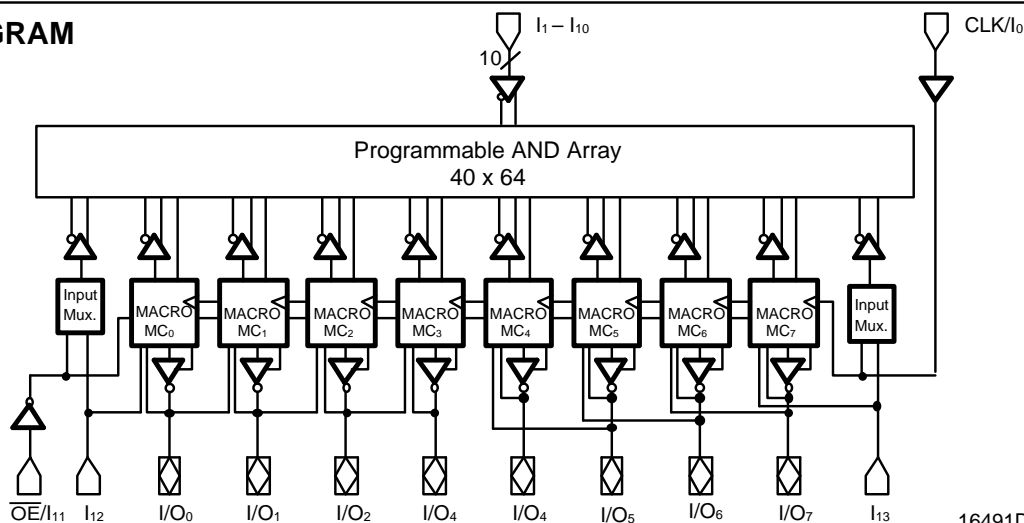 GRAM
I₁ – I₁₀
CLK/I₀
10
Programmable AND Array
40 x 64
Input Mux.
MACRO MC₀
MACRO MC₁
MACRO MC₂
MACRO MC₃
MACRO MC₄
MACRO MC₅
MACRO MC₆
MACRO MC₇
Input Mux.
O̅E̅/I₁₁ I₁₂ I/O₀ I/O₁ I/O₂ I/O₄ I/O₄ I/O₅ I/O₆ I/O₇ I₁₃
16491D